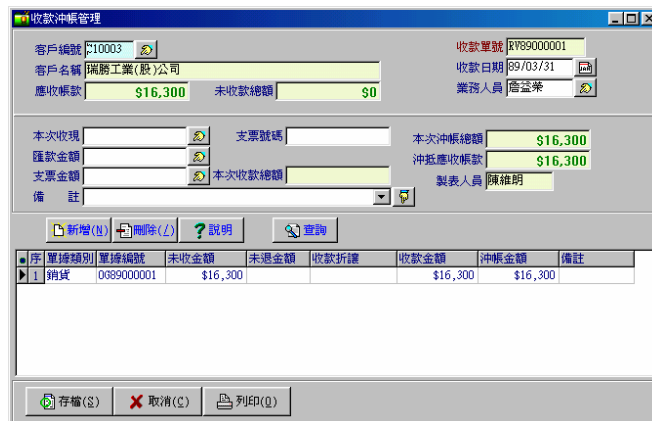 收款沖帳管理
客戶編號 C10003 收款單號 RV89000001
客戶名稱 瑞勝工業(股)公司 收款日期 89/03/31
應收帳款 $16,300 未收款總額 $0 業務人員 詹益榮
本次收現 支票號碼 本次沖帳總額 $16,300
匯款金額 沖抵應收帳款 $16,300
支票金額 本次收款總額 製表人員 陳維朗
備 註
新增(N) 刪除(/) ?說明 查詢
序 單據類別 單據編號 未收金額 未退金額 收款折讓 收款金額 沖帳金額 備註
1 銷貨 OG89000001 $16,300 $16,300 $16,300
存檔(S) 取消(C) 列印(Q)